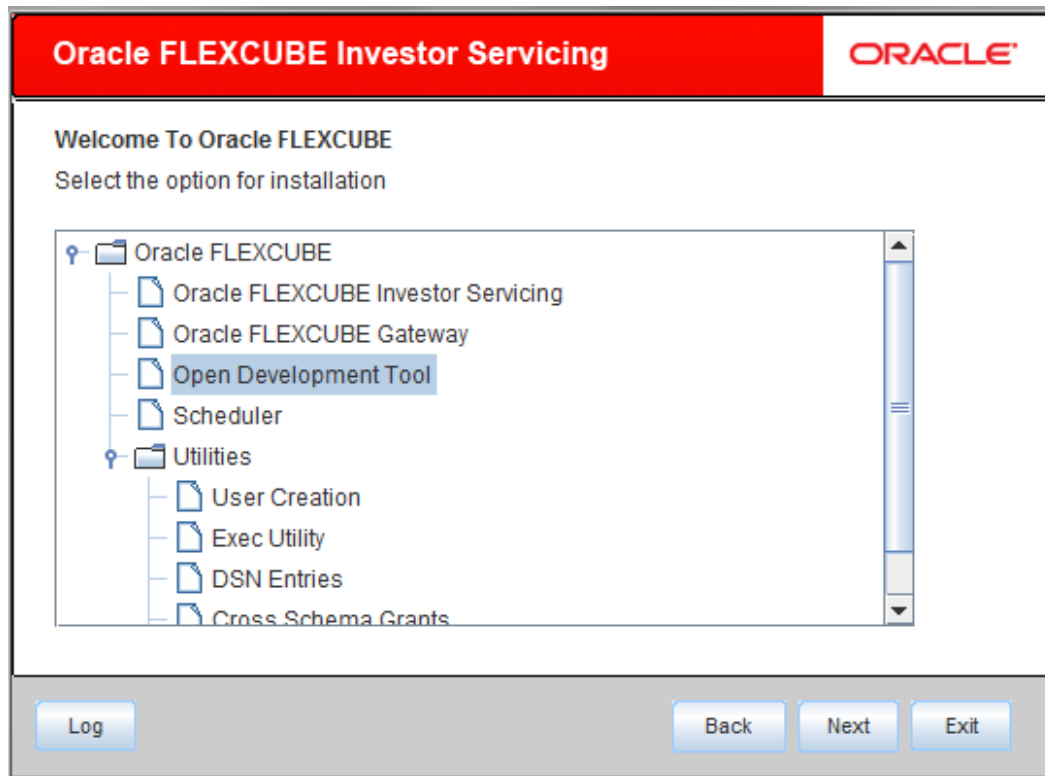 Oracle FLEXCUBE Investor Servicing
ORACLE
Welcome To Oracle FLEXCUBE
Select the option for installation
Oracle FLEXCUBE
Oracle FLEXCUBE Investor Servicing
Oracle FLEXCUBE Gateway
Open Development Tool
Scheduler
Utilities
User Creation
Exec Utility
DSN Entries
Cross Schema Grants
Log
Back
Next
Exit